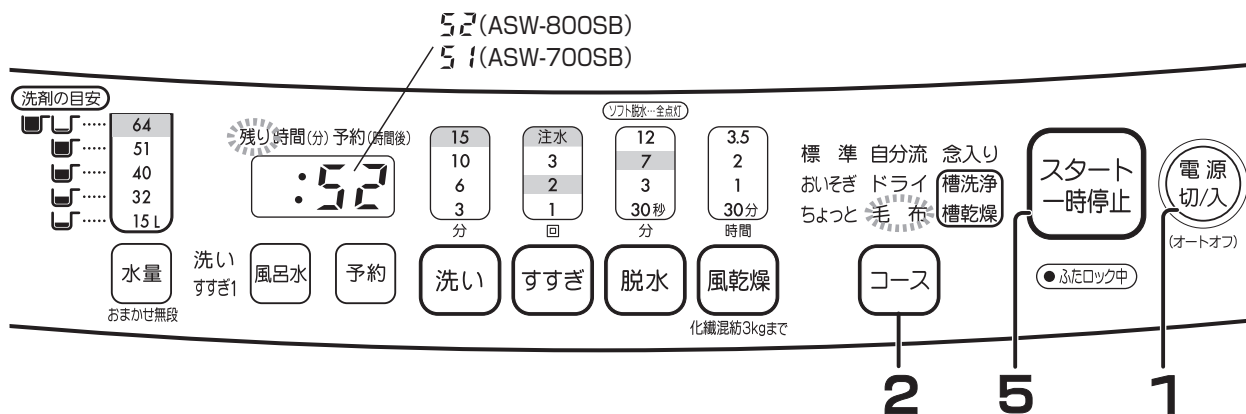 52(ASW-800SB)
51(ASW-700SB)
洗剤の目安
64
51
40
32
15L
残り時間(分) 予約(時間後)
:52
15
10
6
3
分
注水
3
2
1
回
ソフト脱水…全点灯
12
7
3
30秒
分
3.5
2
1
30分
時間
標準 自分流 念入り
おいそぎ ドライ 槽洗浄
ちょっと 毛布 槽乾燥
スタート
一時停止
電源
切/入
(オートオフ)
水量
おまかせ無段
洗い
すすぎ1
風呂水
予約
洗い
すすぎ
脱水
風乾燥
化繊混紡3kgまで
コース
ふたロック中
2
5
1